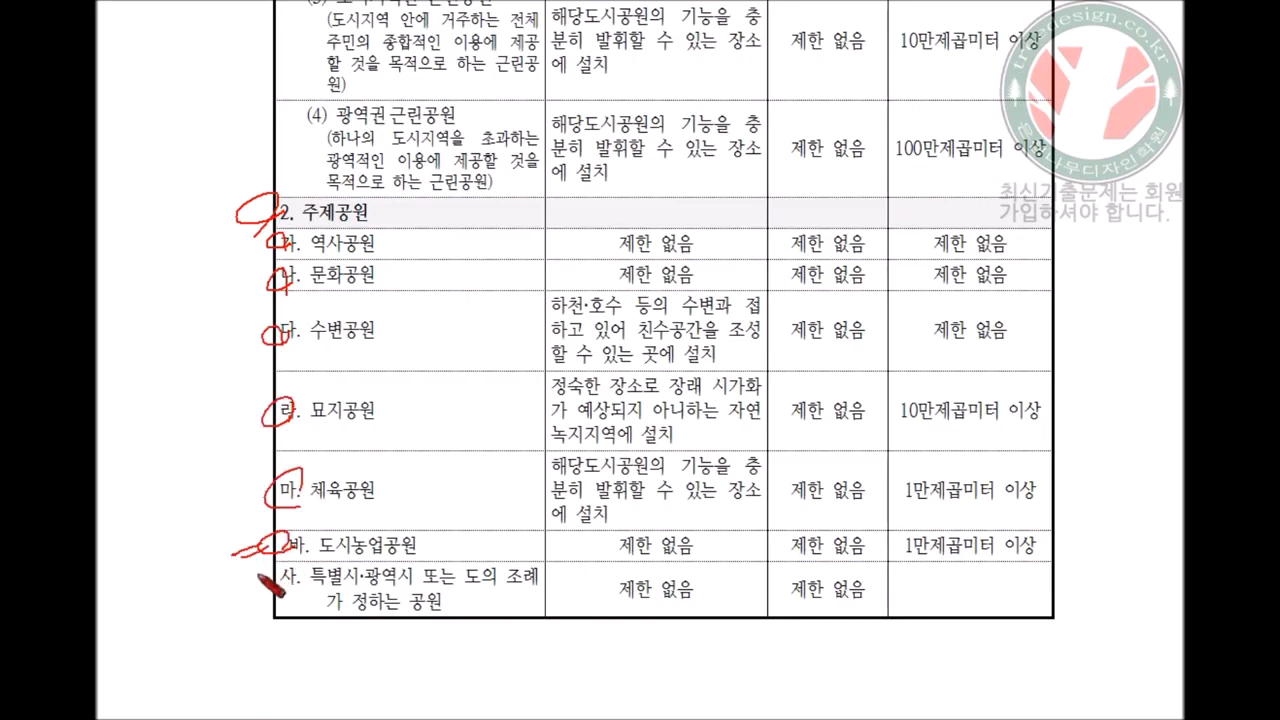 (도시지역 안에 거주하는 전체
주민의 종합적인 이용에 제공
할 것을 목적으로 하는 근린공
원)
해당도시공원의 기능을 충
분히 발휘할 수 있는 장소
에 설치
제한 없음
10만제곱미터 이상
(4) 광역권 근린공원
(하나의 도시지역을 초과하는
광역적인 이용에 제공할 것을
목적으로 하는 근린공원)
해당도시공원의 기능을 충
분히 발휘할 수 있는 장소
에 설치
제한 없음
100만제곱미터 이상
2. 주제공원
가. 역사공원
제한 없음
제한 없음
제한 없음
나. 문화공원
제한 없음
제한 없음
제한 없음
다. 수변공원
하천·호수 등의 수변과 접
하고 있어 친수공간을 조성
할 수 있는 곳에 설치
제한 없음
제한 없음
라. 묘지공원
정숙한 장소로 장래 시가화
가 예상되지 아니하는 자연
녹지지역에 설치
제한 없음
10만제곱미터 이상
마. 체육공원
해당도시공원의 기능을 충
분히 발휘할 수 있는 장소
에 설치
제한 없음
1만제곱미터 이상
바. 도시농업공원
제한 없음
제한 없음
1만제곱미터 이상
사. 특별시·광역시 또는 도의 조례
가 정하는 공원
제한 없음
제한 없음
최신기출문제는 회원
가입하셔야 합니다.